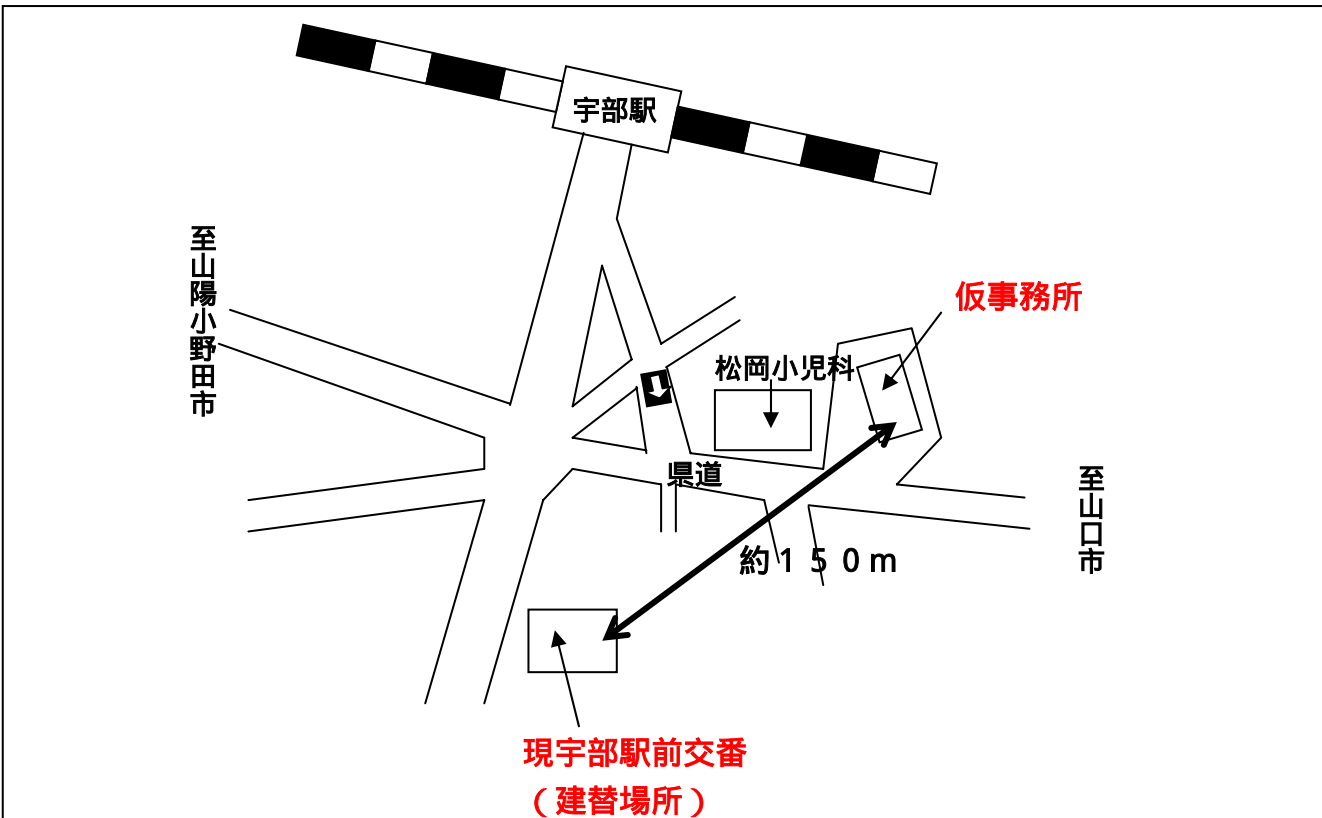 宇部駅
至山陽小野田市
仮事務所
松岡小児科
県道
至山口市
約１５０ｍ
現宇部駅前交番
（建替場所）